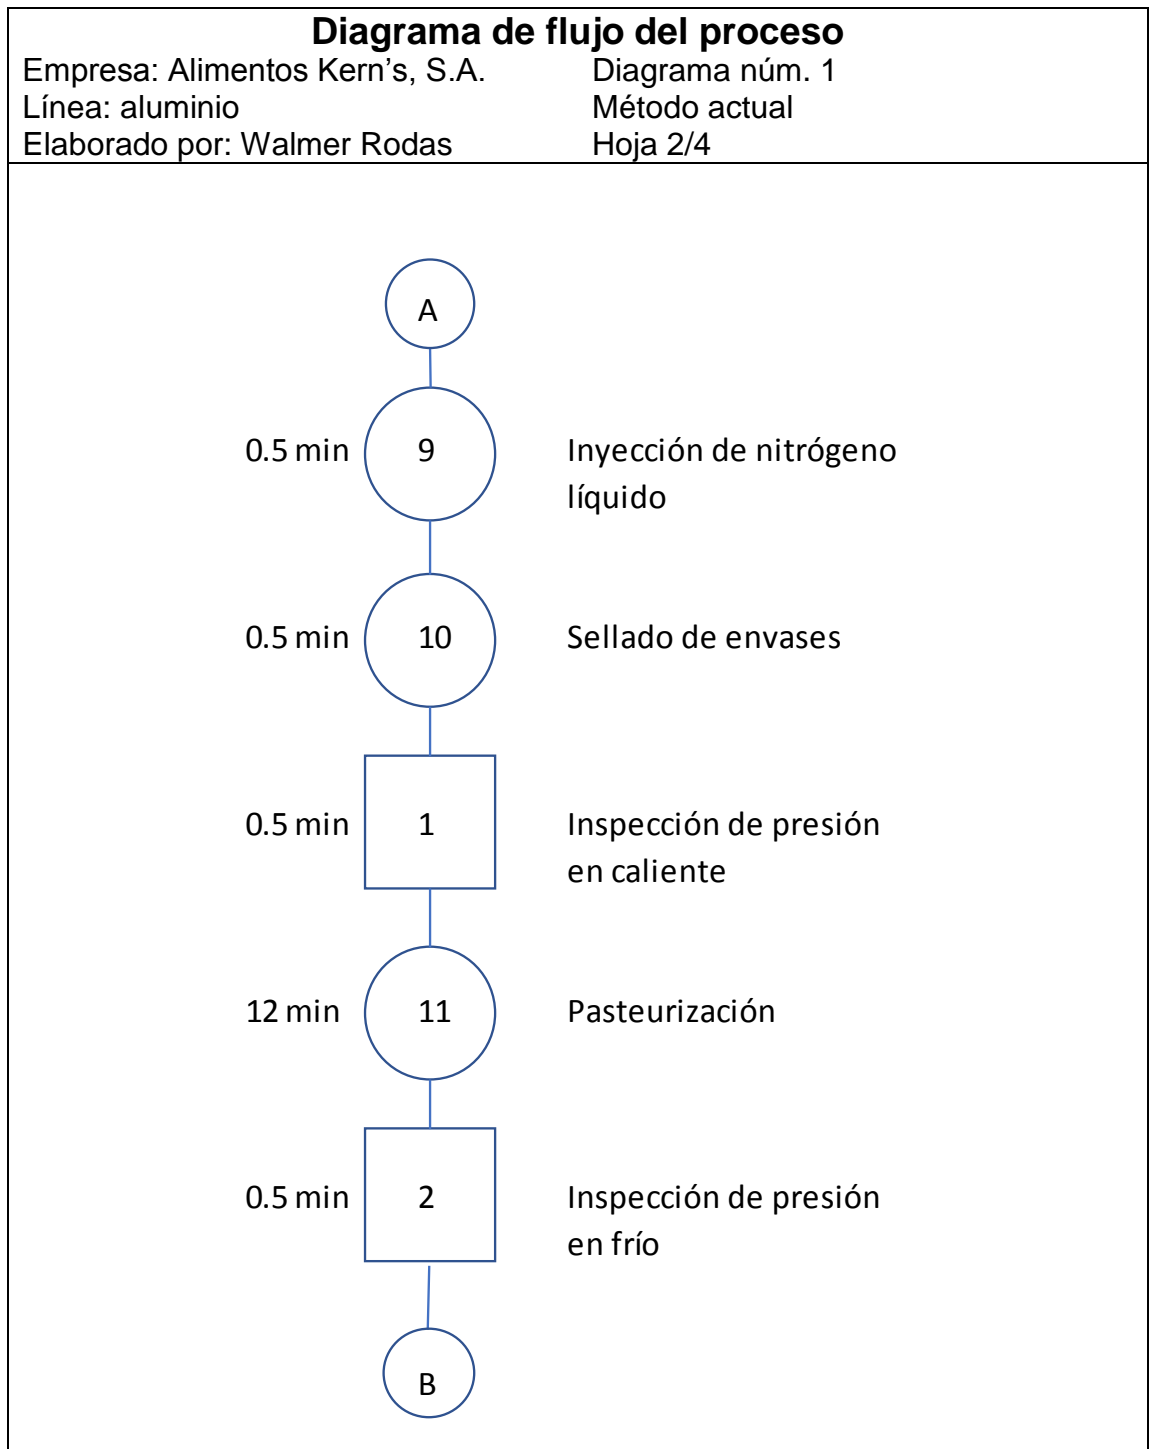 Diagrama de flujo del proceso
Empresa: Alimentos Kern’s, S.A. Diagrama núm. 1
Línea: aluminio Método actual
Elaborado por: Walmer Rodas Hoja 2/4
A
0.5 min 9 Inyección de nitrógeno
líquido
0.5 min 10 Sellado de envases
0.5 min 1 Inspección de presión
en caliente
12 min 11 Pasteurización
0.5 min 2 Inspección de presión
en frío
B